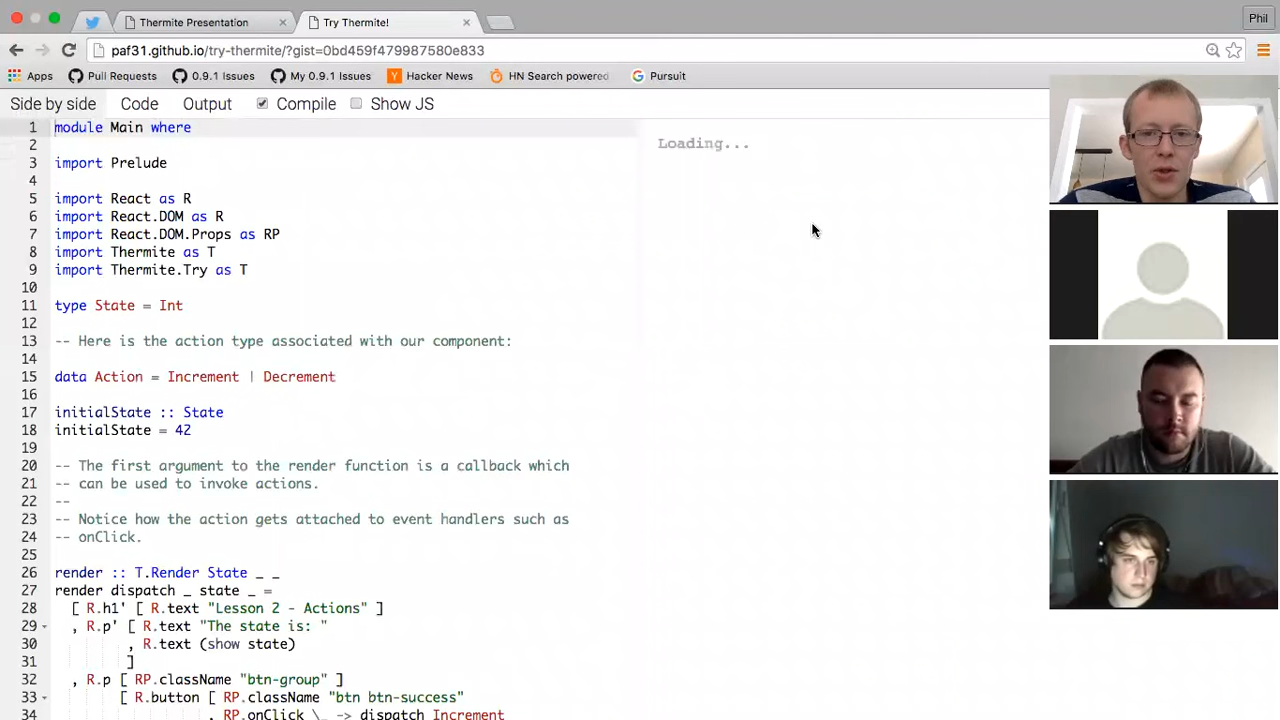 Thermite Presentation
Try Thermite!
Phil
paf31.github.io/try-thermite/?gist=0bd459f479987580e833
Apps Pull Requests 0.9.1 Issues My 0.9.1 Issues Hacker News HN Search powered Pursuit
Side by side Code Output Compile Show JS
1 module Main where
2
3 import Prelude
4
5 import React as R
6 import React.DOM as R
7 import React.DOM.Props as RP
8 import Thermite as T
9 import Thermite.Try as T
10
11 type State = Int
12
13 -- Here is the action type associated with our component:
14
15 data Action = Increment | Decrement
16
17 initialState :: State
18 initialState = 42
19
20 -- The first argument to the render function is a callback which
21 -- can be used to invoke actions.
22 --
23 -- Notice how the action gets attached to event handlers such as
24 -- onClick.
25
26 render :: T.Render State _ _
27 render dispatch _ state _ =
28 [ R.h1' [ R.text "Lesson 2 - Actions" ]
29 , R.p' [ R.text "The state is: "
30 , R.text (show state)
31 ]
32 , R.p [ RP.className "btn-group" ]
33 [ R.button [ RP.className "btn btn-success"
34 , RP.onClick \_ -> dispatch Increment
Loading...